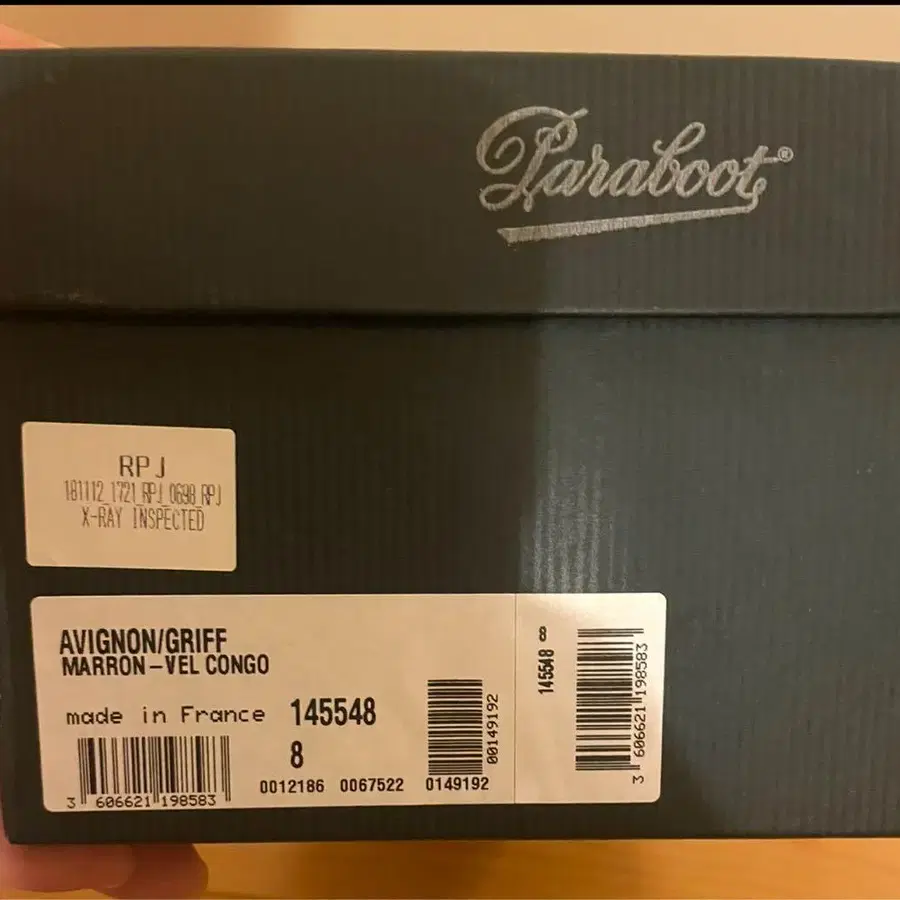 Paraboot®
RPJ
181112_1721_RPJ_0698_RPJ
X-RAY INSPECTED
AVIGNON/GRIFF
MARRON-VEL CONGO
made in France 145548
8
3 606621 198583
0012186 0067522 0149192
00149192
8
145548
3 606621 198583